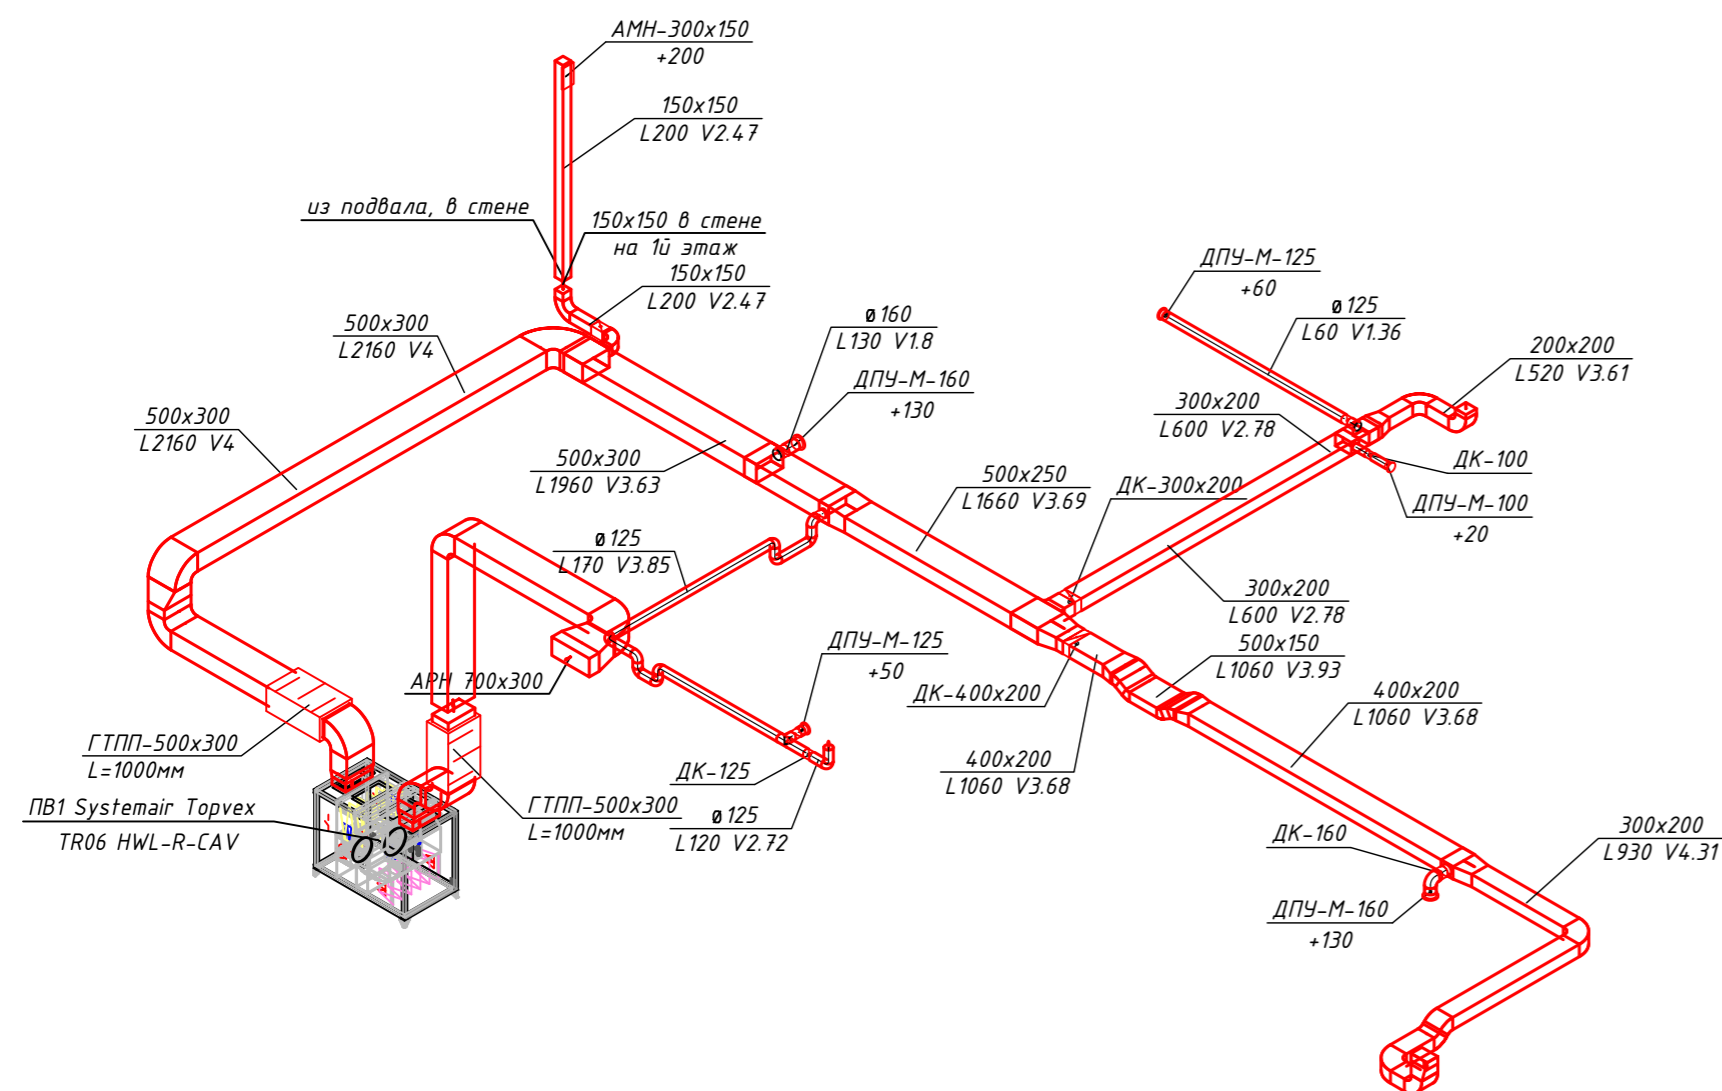 АМН-300х150
+200
150х150
L200 V2.47
из подвала, в стене
150х150 в стене
на 1й этаж
150х150
L200 V2.47
500х300
L2160 V4
500х300
L2160 V4
ø160
L130 V1.8
ДПУ-М-160
+130
500х300
L1960 V3.63
ДПУ-М-125
+60
ø125
L60 V1.36
200х200
L520 V3.61
300х200
L600 V2.78
ДК-100
ДПУ-М-100
+20
500х250
L1660 V3.69
ДК-300х200
ø125
L170 V3.85
300х200
L600 V2.78
500х150
L1060 V3.93
ДПУ-М-125
+50
АРН 700х300
ДК-400х200
400х200
L1060 V3.68
400х200
L1060 V3.68
ГТПП-500х300
L=1000мм
ДК-125
ПВ1 Systemair Topvex
TR06 HWL-R-CAV
ГТПП-500х300
L=1000мм
ø125
L120 V2.72
ДК-160
300х200
L930 V4.31
ДПУ-М-160
+130